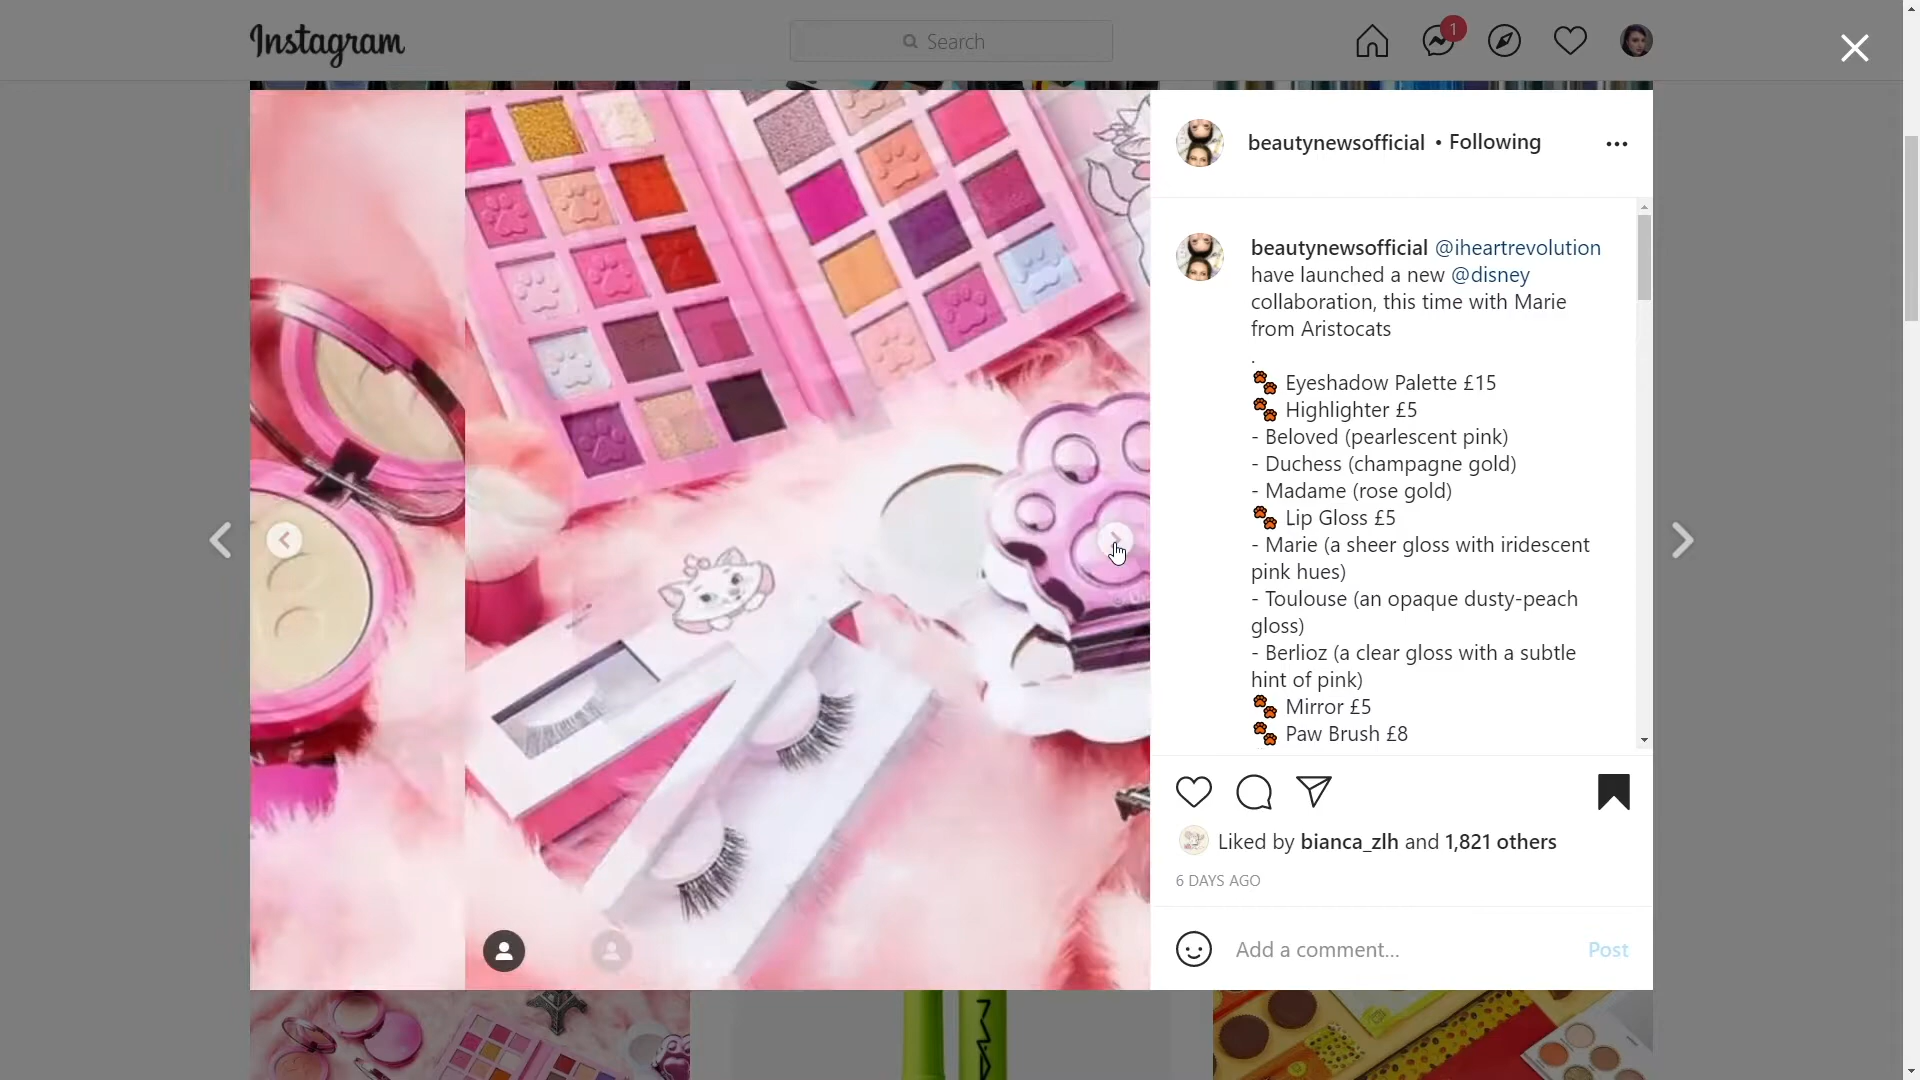 Instagram
Search
1
beautynewsofficial • Following
beautynewsofficial @iheartrevolution
have launched a new @disney
collaboration, this time with Marie
from Aristocats
.
🐾 Eyeshadow Palette £15
🐾 Highlighter £5
- Beloved (pearlescent pink)
- Duchess (champagne gold)
- Madame (rose gold)
🐾 Lip Gloss £5
- Marie (a sheer gloss with iridescent
pink hues)
- Toulouse (an opaque dusty-peach
gloss)
- Berlioz (a clear gloss with a subtle
hint of pink)
🐾 Mirror £5
🐾 Paw Brush £8
Liked by bianca_zlh and 1,821 others
6 DAYS AGO
Add a comment...
Post